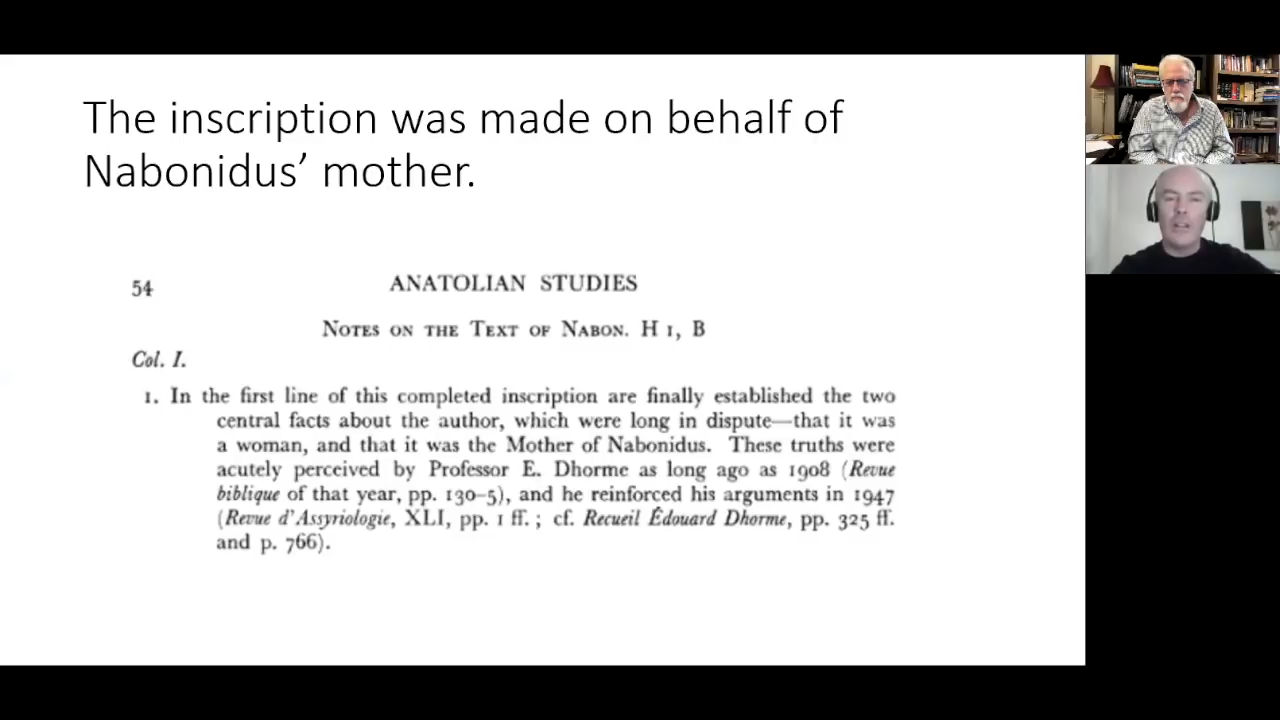 The inscription was made on behalf of
Nabonidus’ mother.
54
ANATOLIAN STUDIES
Notes on the Text of Nabon. H 1, B
Col. I.
1. In the first line of this completed inscription are finally established the two
central facts about the author, which were long in dispute—that it was
a woman, and that it was the Mother of Nabonidus. These truths were
acutely perceived by Professor E. Dhorme as long ago as 1908 (Revue
biblique of that year, pp. 130-5), and he reinforced his arguments in 1947
(Revue d'Assyriologie, XLI, pp. 1 ff. ; cf. Recueil Édouard Dhorme, pp. 325 ff.
and p. 766).